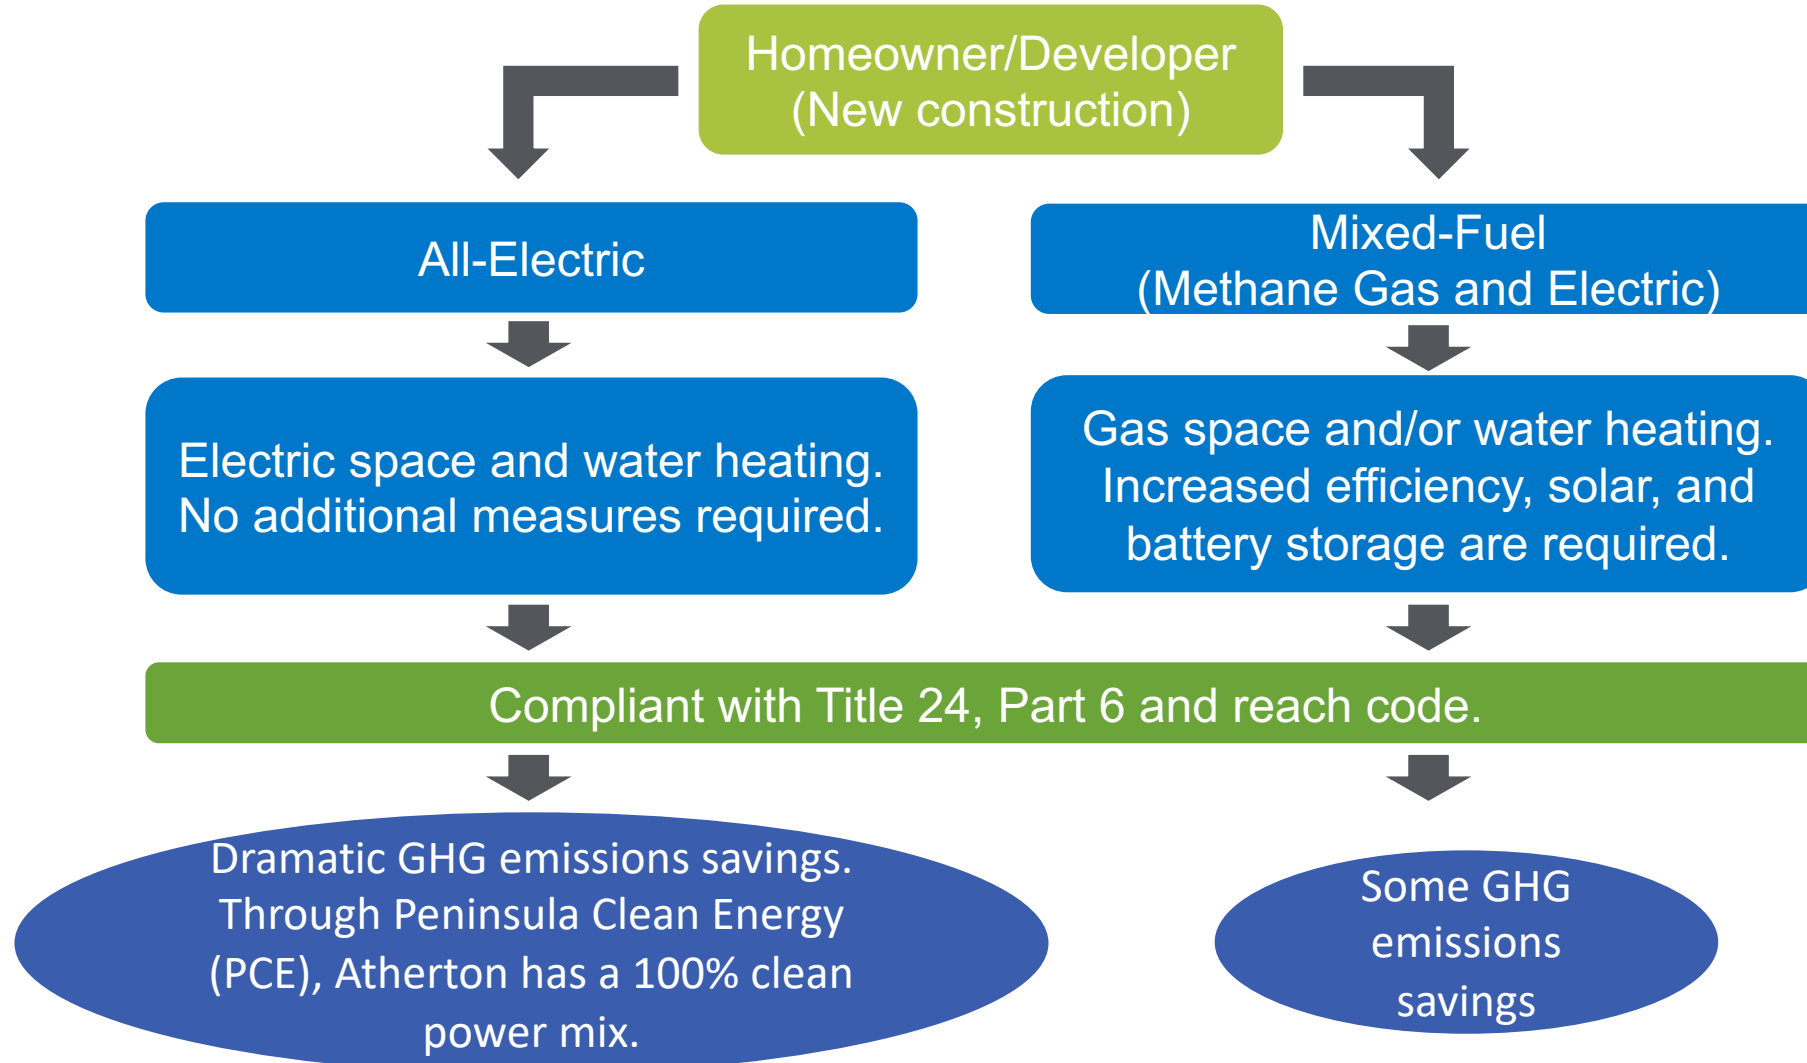 Homeowner/Developer
(New construction)
All-Electric
Mixed-Fuel
(Methane Gas and Electric)
Electric space and water heating.
No additional measures required.
Gas space and/or water heating.
Increased efficiency, solar, and
battery storage are required.
Compliant with Title 24, Part 6 and reach code.
Dramatic GHG emissions savings.
Through Peninsula Clean Energy
(PCE), Atherton has a 100% clean
power mix.
Some GHG
emissions
savings